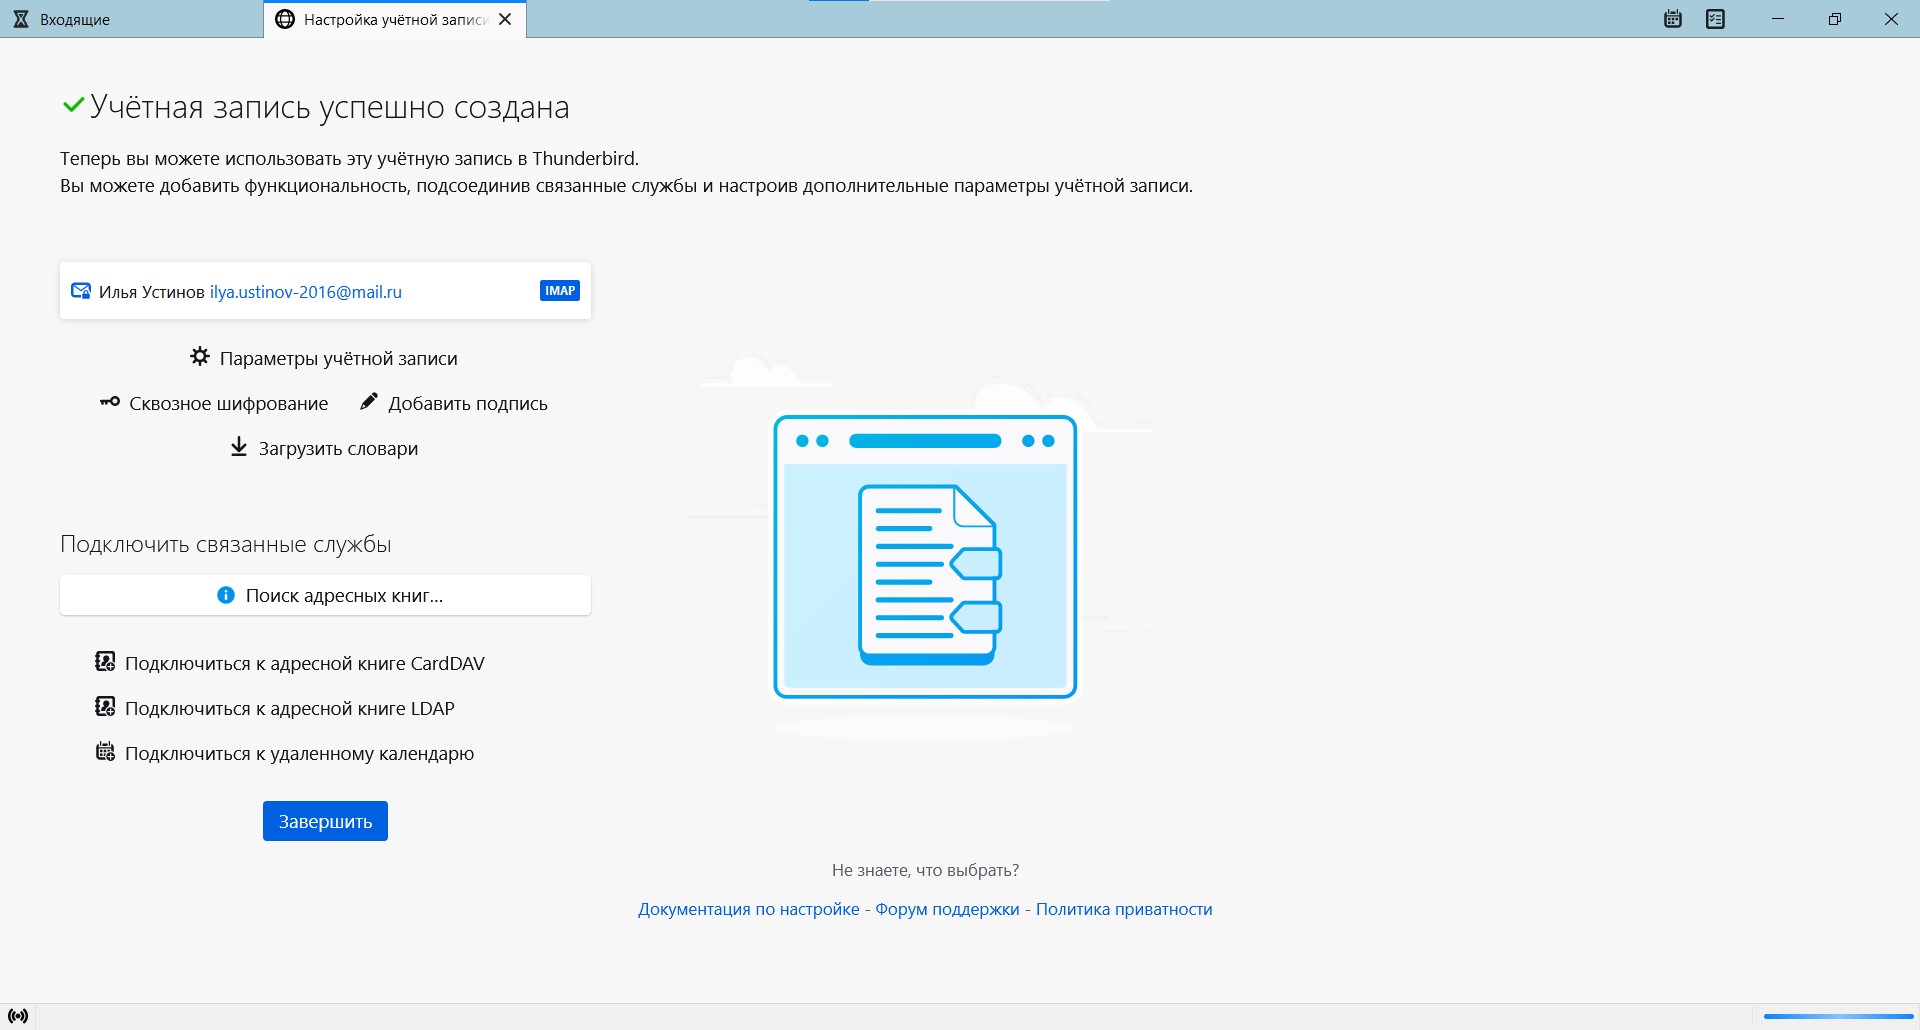 Входящие
Настройка учётной записи
Учётная запись успешно создана
Теперь вы можете использовать эту учётную запись в Thunderbird.
Вы можете добавить функциональность, подсоединив связанные службы и настроив дополнительные параметры учётной записи.
Илья Устинов ilya.ustinov-2016@mail.ru IMAP
Параметры учётной записи
Сквозное шифрование Добавить подпись
Загрузить словари
Подключить связанные службы
Поиск адресных книг...
Подключиться к адресной книге CardDAV
Подключиться к адресной книге LDAP
Подключиться к удаленному календарю
Завершить
Не знаете, что выбрать?
Документация по настройке - Форум поддержки - Политика приватности